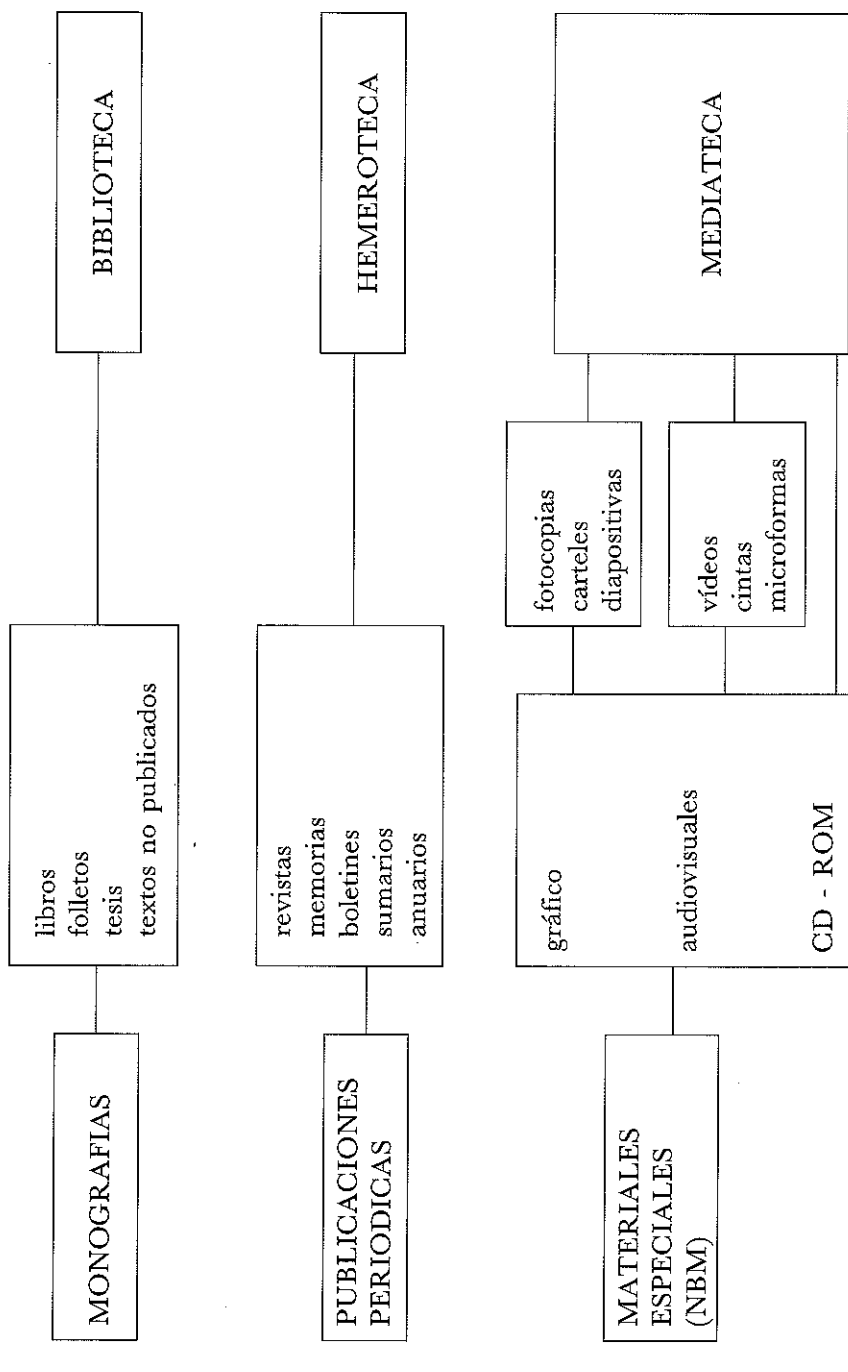 MONOGRAFIAS
libros
folletos
tesis
textos no publicados
BIBLIOTECA
PUBLICACIONES
PERIODICAS
revistas
memorias
boletines
sumarios
anuarios
HEMEROTECA
MATERIALES
ESPECIALES
(NBM)
gráfico
audiovisuales
CD - ROM
fotocopias
carteles
diapositivas
vídeos
cintas
microformas
MEDIATECA